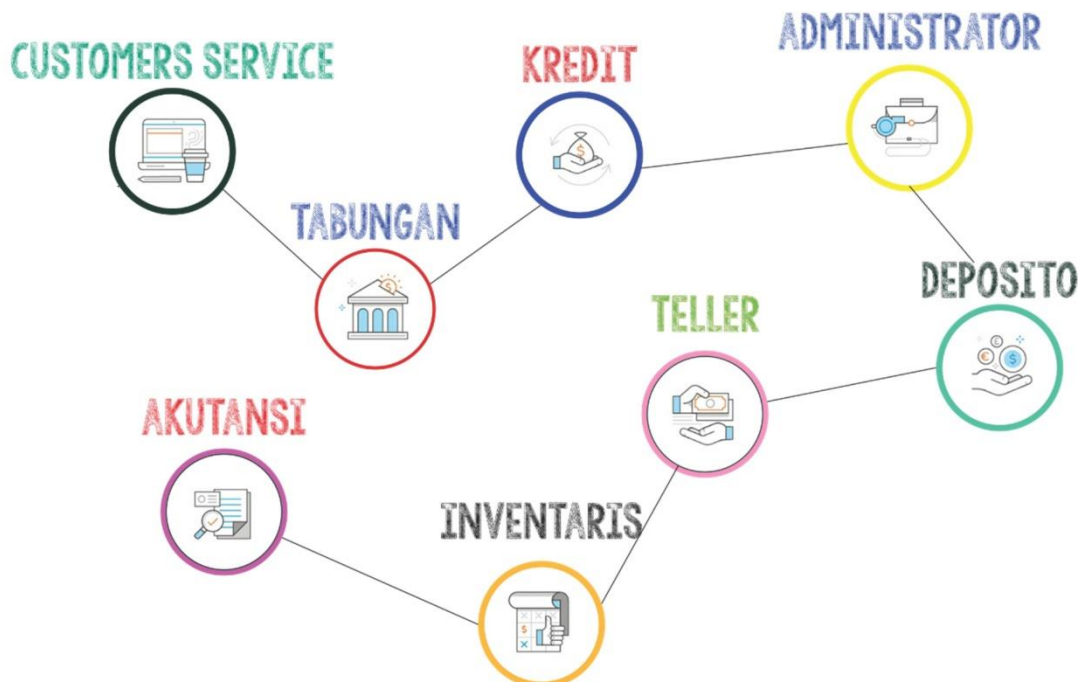 CUSTOMERS SERVICE
TABUNGAN
KREDIT
ADMINISTRATOR
DEPOSITO
TELLER
INVENTARIS
AKUTANSI